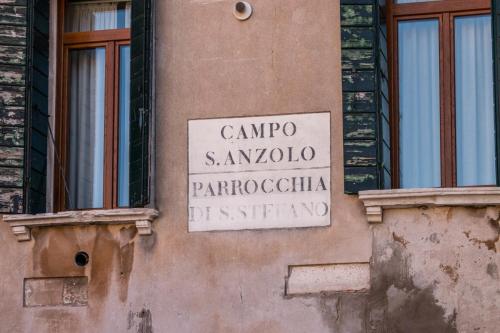 CAMPO
S.ANZOLO
PARROCCHIA
DI S.STEFANO